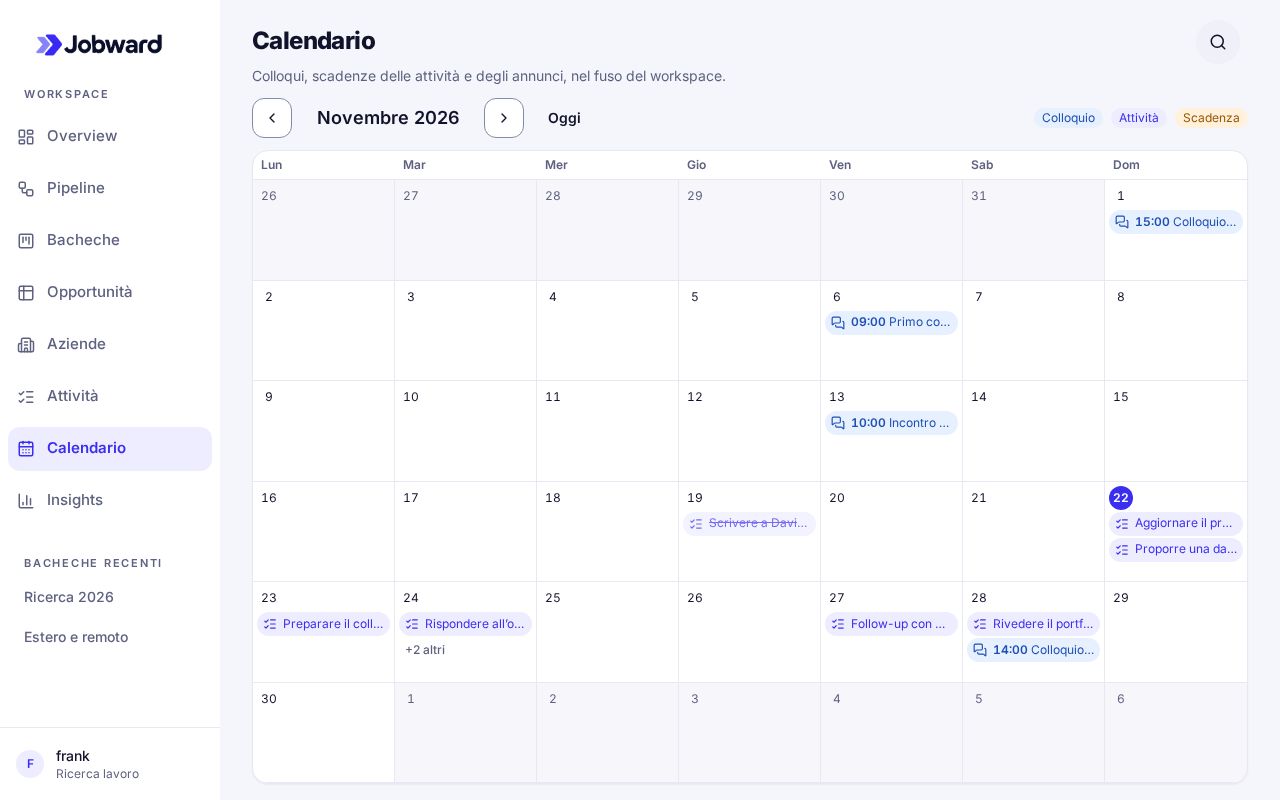 Jobward
WORKSPACE
Overview
Pipeline
Bacheche
Opportunità
Aziende
Attività
Calendario
Insights
BACHECHE RECENTI
Ricerca 2026
Estero e remoto
F
frank
Ricerca lavoro
Calendario
Colloqui, scadenze delle attività e degli annunci, nel fuso del workspace.
Novembre 2026
Oggi
Colloquio Attività Scadenza
Lun Mar Mer Gio Ven Sab Dom
26 27 28 29 30 31 1
15:00 Colloquio...
2 3 4 5 6 7 8
09:00 Primo co...
9 10 11 12 13 14 15
10:00 Incontro ...
16 17 18 19 20 21 22
Scrivere a Davi... Aggiornare il pr...
Proporre una da...
23 24 25 26 27 28 29
Preparare il coll... Rispondere all'o... Follow-up con ... Rivedere il portf...
+2 altri 14:00 Colloquio...
30 1 2 3 4 5 6